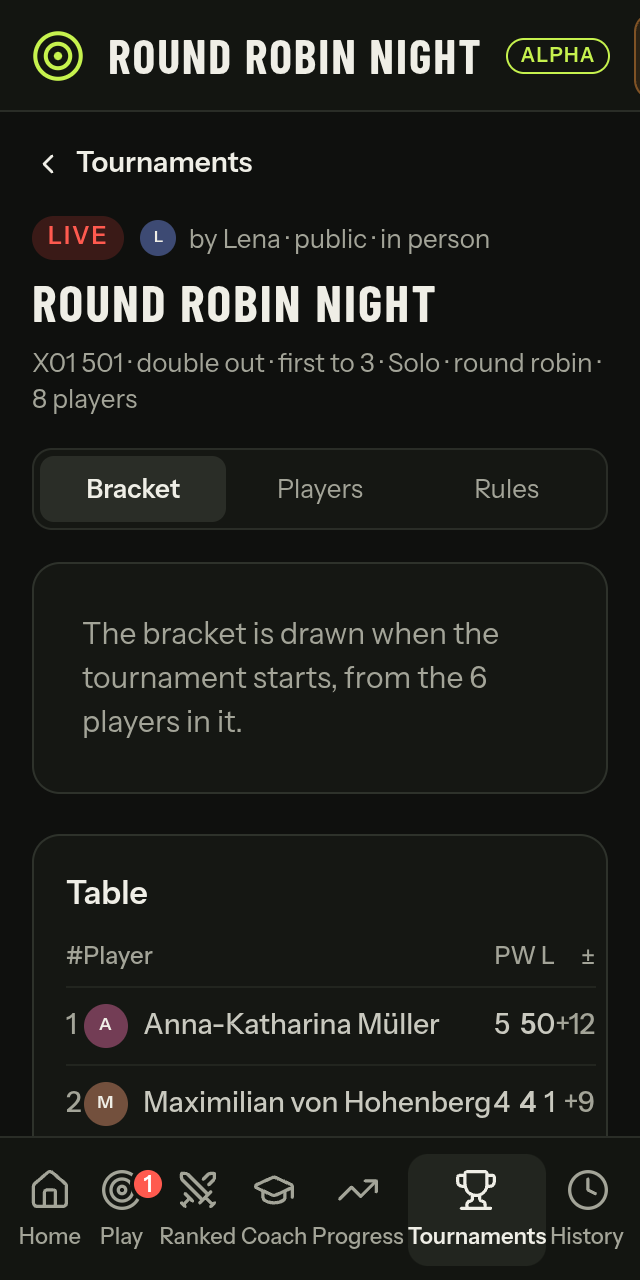 ROUND ROBIN NIGHT ALPHA
Tournaments
LIVE L by Lena · public · in person
ROUND ROBIN NIGHT
X01 501 · double out · first to 3 · Solo · round robin ·
8 players
Bracket Players Rules
The bracket is drawn when the
tournament starts, from the 6
players in it.
Table
# Player P W L ±
1 A Anna-Katharina Müller 5 5 0 +12
2 M Maximilian von Hohenberg 4 4 1 +9
1
Home Play Ranked Coach Progress Tournaments History